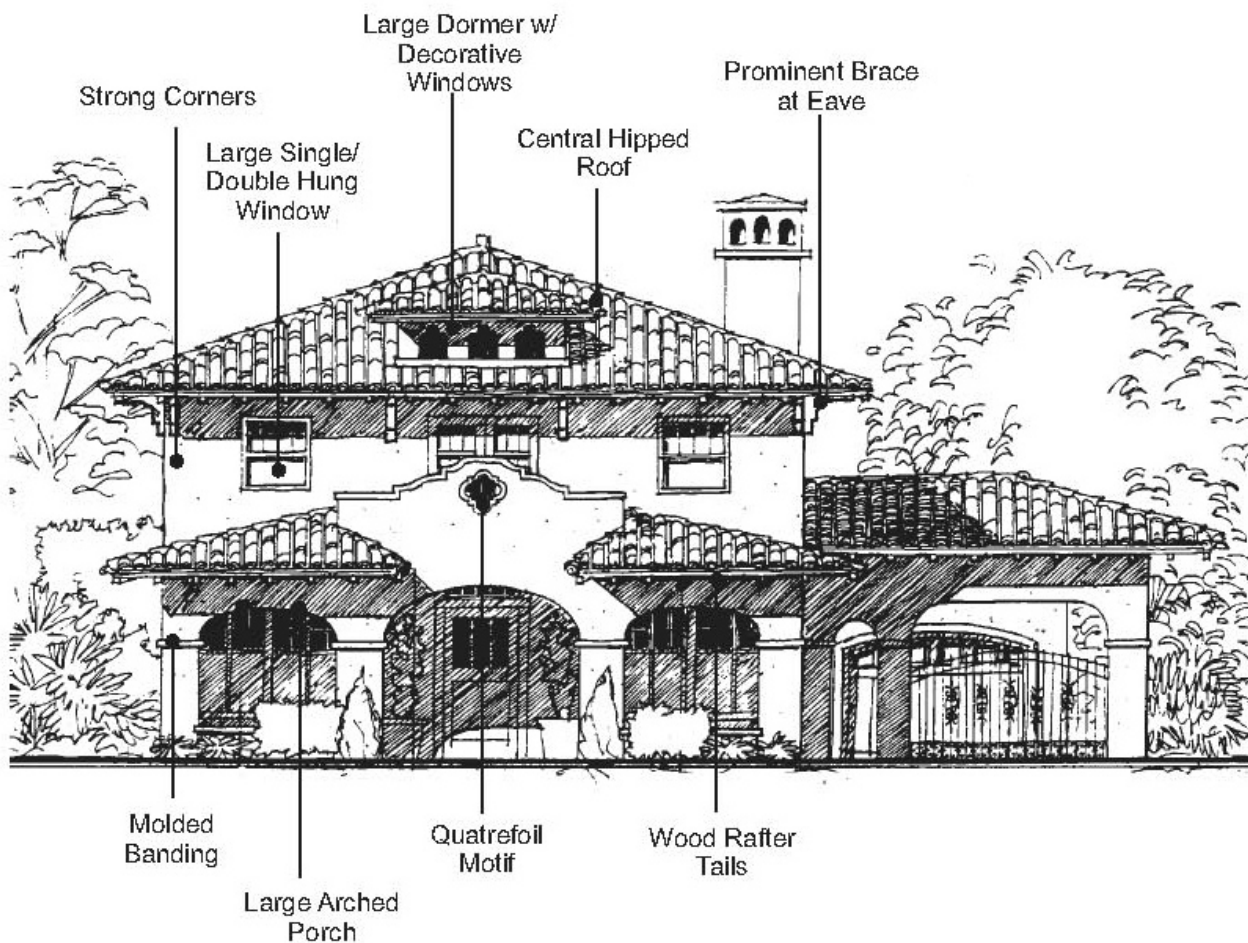 Large Dormer w/
Decorative
Windows
Prominent Brace
at Eave
Strong Corners
Central Hipped
Roof
Large Single/
Double Hung
Window
Molded
Banding
Quatrefoil
Motif
Wood Rafter
Tails
Large Arched
Porch